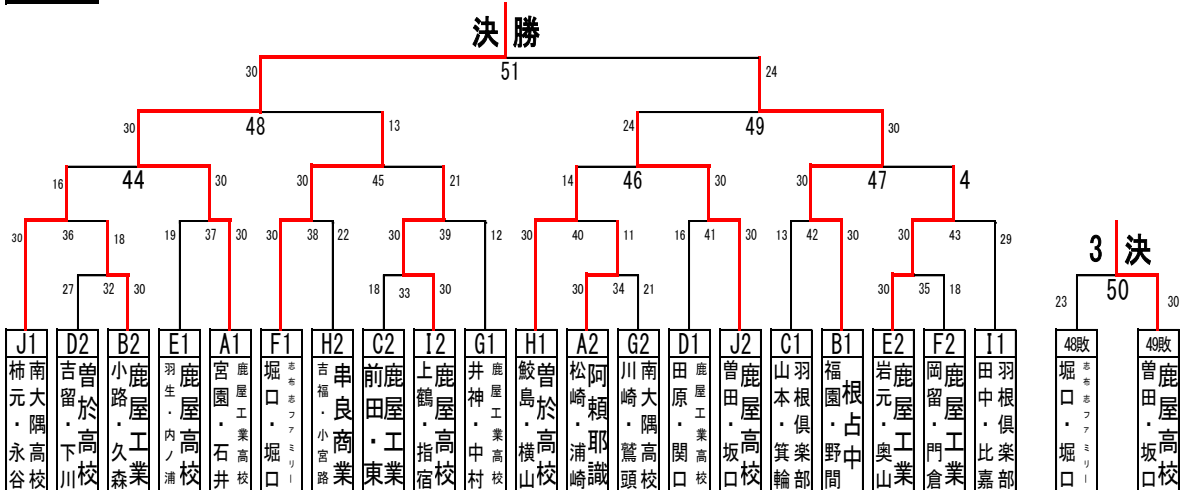 決勝
30 51 24
30 48 13 24 49 30
16 44 30 30 45 21 14 46 30 30 47 4
30 36 18 19 37 30 30 38 22 30 39 12 30 40 11 16 41 30 13 42 30 30 43 29
27 32 30 18 33 30 30 34 21 30 35 18
3決
23 50 30
J1 D2 B2 E1 A1 F1 H2 C2 I2 G1 H1 A2 G2 D1 J2 C1 B1 E2 F2 I1 48敗 49敗
南大隅高校
柿元・永谷
曽於高校
吉留・下川
鹿屋工業
小路・久森
鹿屋高校
羽生・内ノ浦
鹿屋工業高校
宮園・石井
志布志ファミリー
堀口・堀口
串良商業
吉福・小宮路
鹿屋工業
前田・東
鹿屋高校
上鶴・指宿
鹿屋工業高校
井神・中村
曽於高校
鮫島・横山
阿頼耶識
松崎・浦崎
南大隅高校
川崎・鷲頭
鹿屋工業高校
田原・関口
鹿屋高校
曽田・坂口
羽根倶楽部
山本・箕輪
根占中
福園・野間
鹿屋工業
岩元・奥山
鹿屋高校
岡留・門倉
羽根倶楽部
田中・比嘉
志布志ファミリー
堀口・堀口
鹿屋高校
曽田・坂口